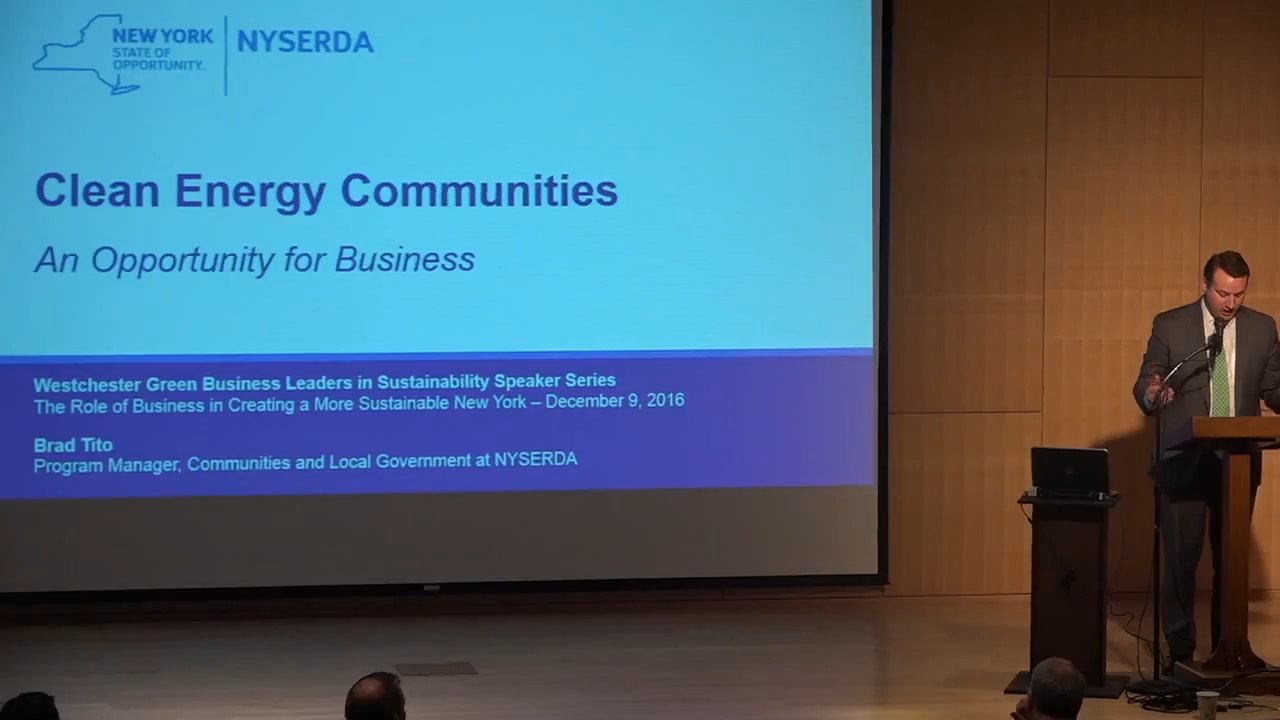 NEW YORK
STATE OF
OPPORTUNITY.
NYSERDA
Clean Energy Communities
An Opportunity for Business
Westchester Green Business Leaders in Sustainability Speaker Series
The Role of Business in Creating a More Sustainable New York – December 9, 2016
Brad Tito
Program Manager, Communities and Local Government at NYSERDA